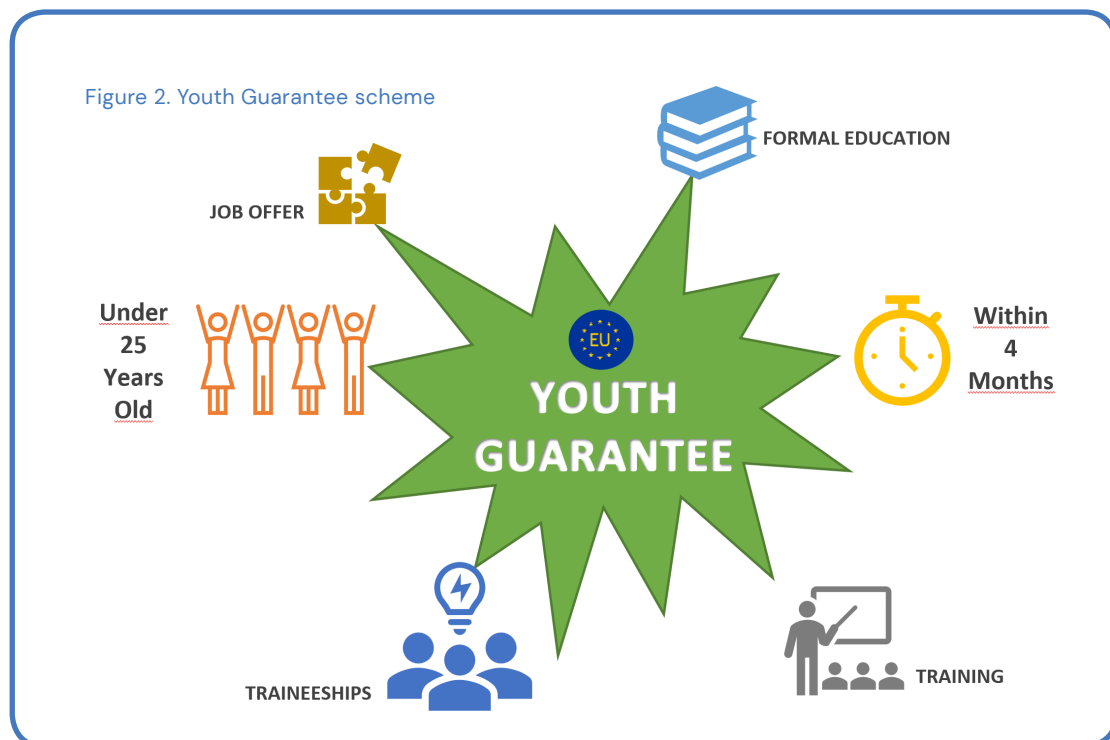 Figure 2. Youth Guarantee scheme
FORMAL EDUCATION
JOB OFFER
Under
25
Years
Old
EU
YOUTH
GUARANTEE
Within
4
Months
TRAINEESHIPS
TRAINING